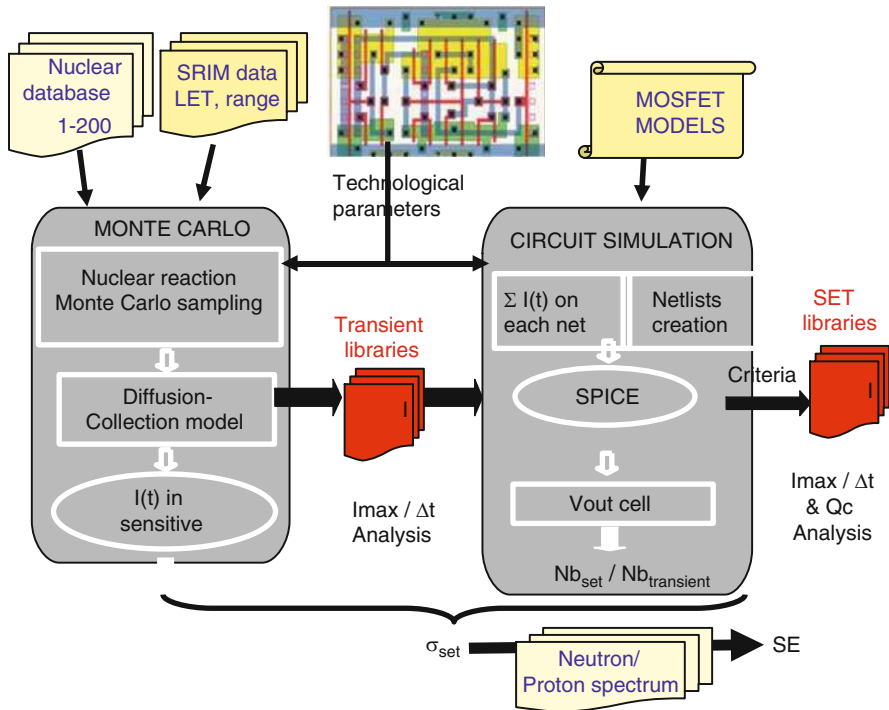 Nuclear
database
1-200
SRIM data
LET, range
MOSFET
MODELS
Technological
parameters
MONTE CARLO
Nuclear reaction
Monte Carlo sampling
Diffusion-
Collection model
I(t) in
sensitive
Transient
libraries
I
Imax / Δt
Analysis
CIRCUIT SIMULATION
Σ I(t) on
each net
Netlists
creation
SPICE
Vout cell
Nbset / Nbtransient
Criteria
SET
libraries
I
Imax / Δt
& Qc
Analysis
σset
Neutron/
Proton spectrum
SE